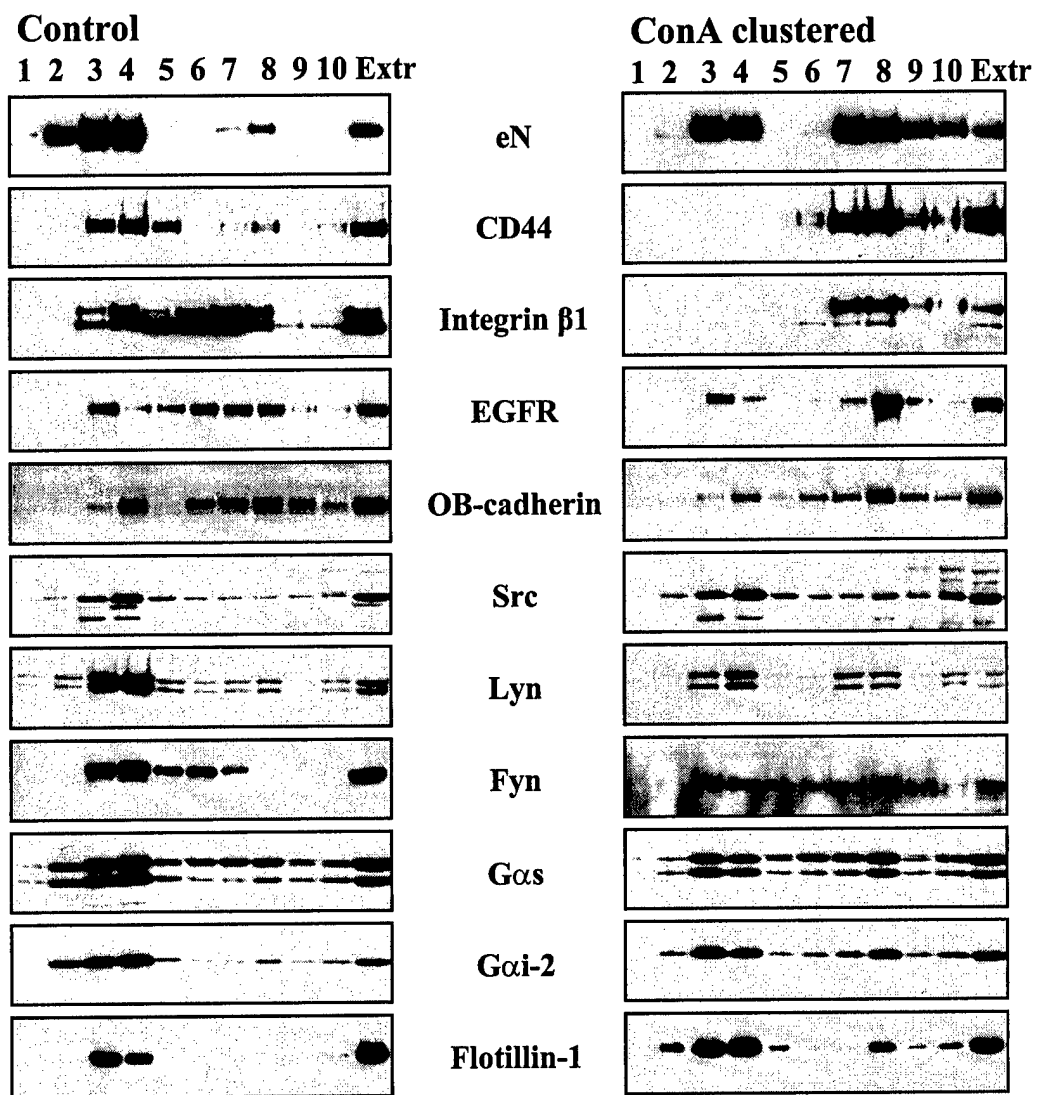 Control
ConA clustered
1 2 3 4 5 6 7 8 9 10 Extr
1 2 3 4 5 6 7 8 9 10 Extr
eN
CD44
Integrin β1
EGFR
OB-cadherin
Src
Lyn
Fyn
Gαs
Gαi-2
Flotillin-1